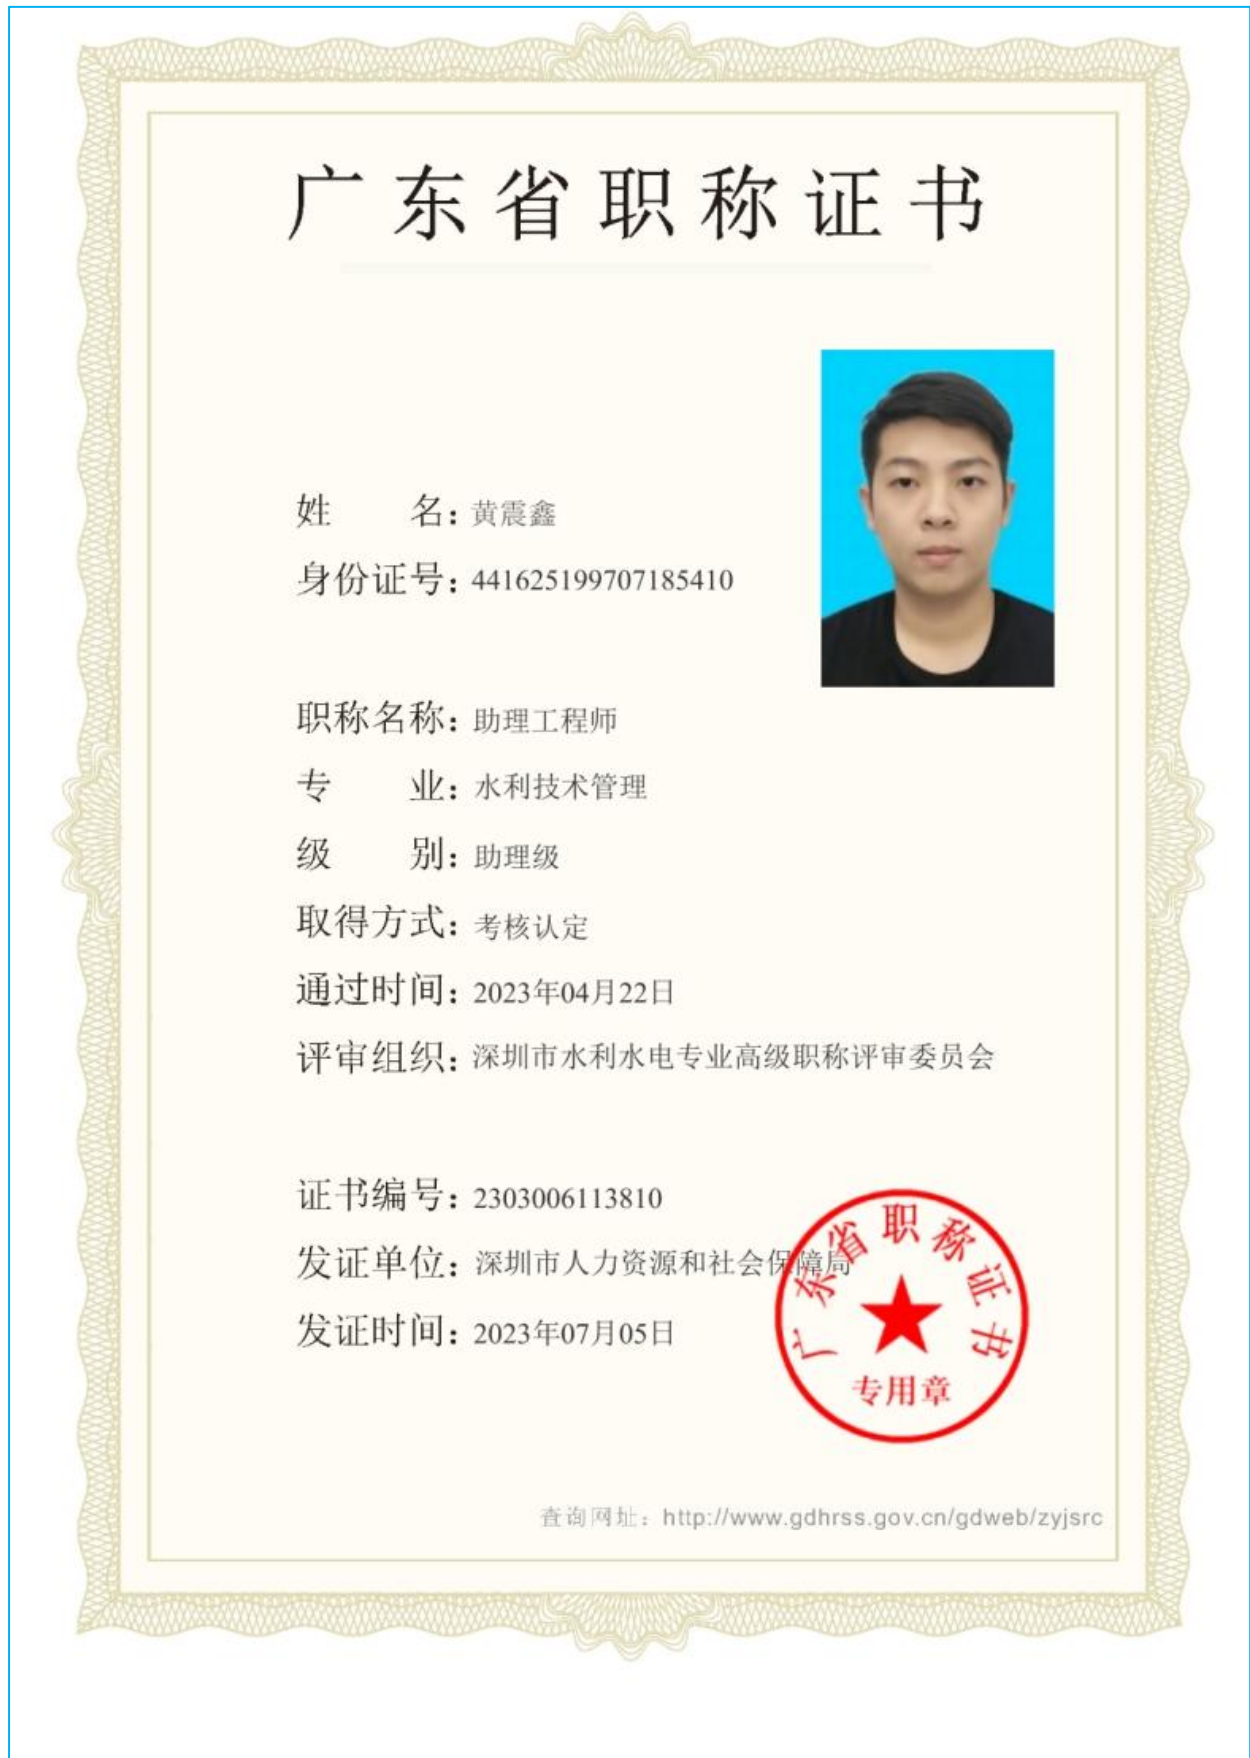 广东省职称证书
姓 名：黄震鑫
身份证号：441625199707185410
职称名称：助理工程师
专 业：水利技术管理
级 别：助理级
取得方式：考核认定
通过时间：2023年04月22日
评审组织：深圳市水利水电专业高级职称评审委员会
证书编号：2303006113810
发证单位：深圳市人力资源和社会保障局
发证时间：2023年07月05日
广东省职称证书
专用章
查询网址：http://www.gdhrss.gov.cn/gdweb/zyjsrc